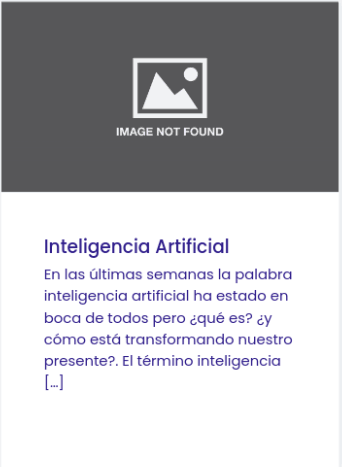 IMAGE NOT FOUND
Inteligencia Artificial
En las últimas semanas la palabra
inteligencia artificial ha estado en
boca de todos pero ¿qué es? ¿y
cómo está transformando nuestro
presente?. El término inteligencia
[…]